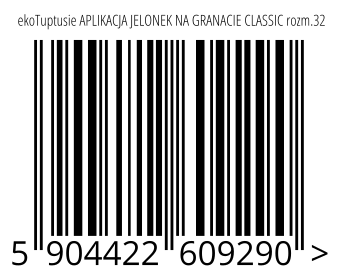 ekoTuptusie APLIKACJA JELONEK NA GRANACIE CLASSIC rozm.32
5 904422 609290 >